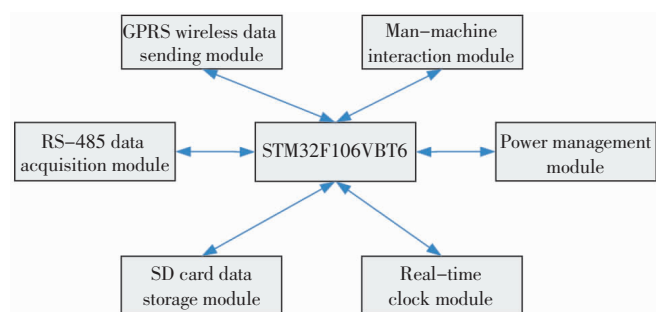 GPRS wireless data
sending module
Man-machine
interaction module
RS-485 data
acquisition module
STM32F106VBT6
Power management
module
SD card data
storage module
Real-time
clock module